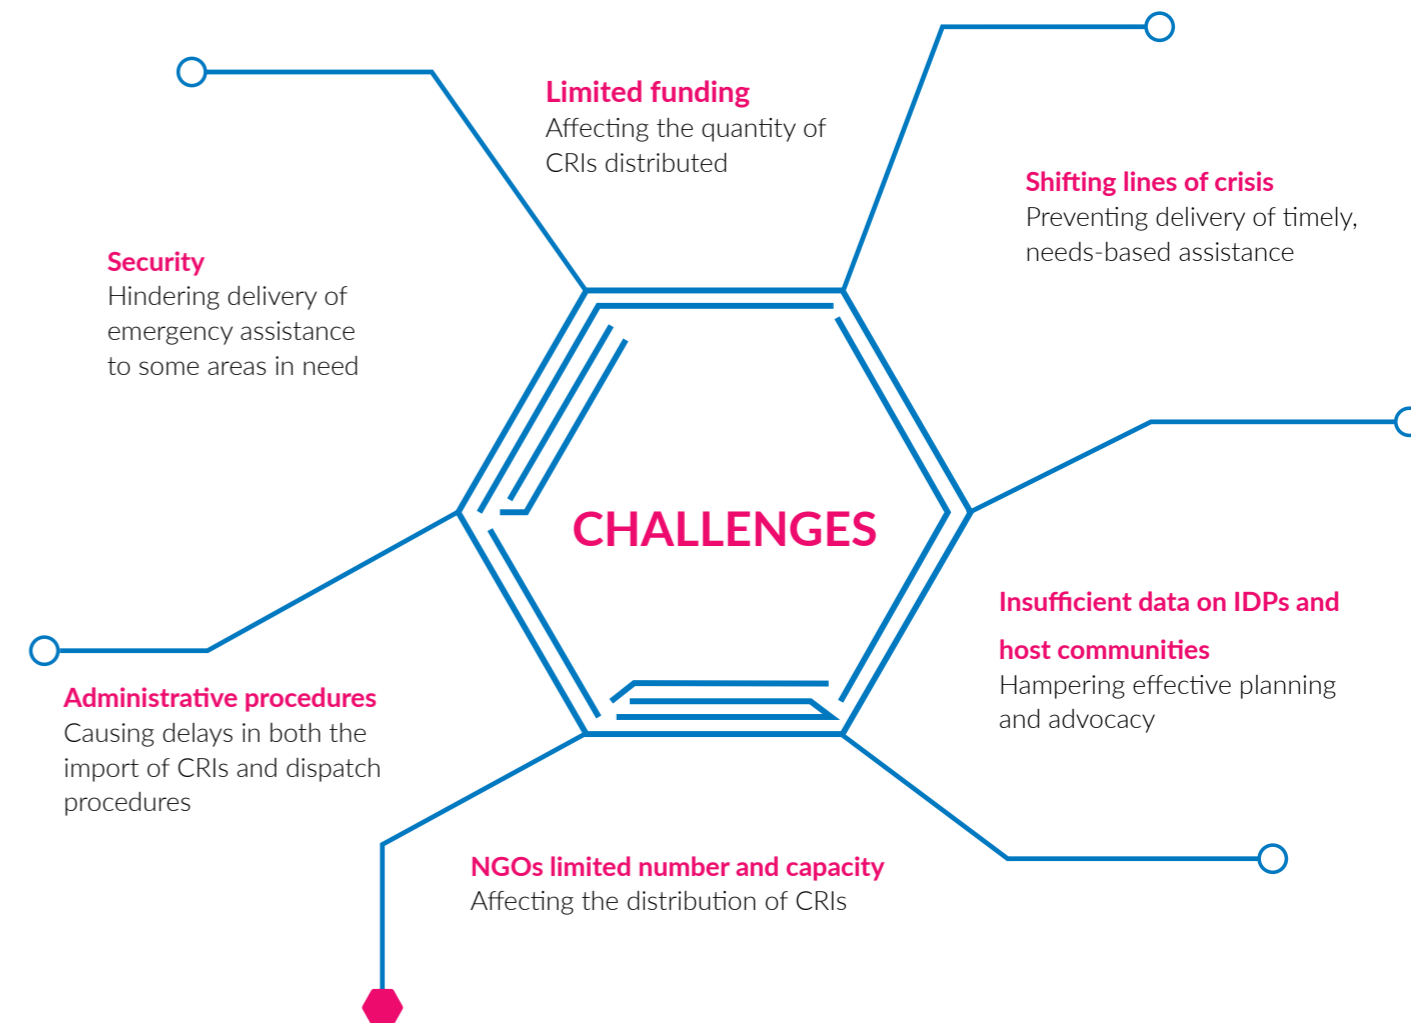 Limited funding
Affecting the quantity of
CRIs distributed
Shifting lines of crisis
Preventing delivery of timely,
needs-based assistance
Security
Hindering delivery of
emergency assistance
to some areas in need
CHALLENGES
Insufficient data on IDPs and
host communities
Hampering effective planning
and advocacy
Administrative procedures
Causing delays in both the
import of CRIs and dispatch
procedures
NGOs limited number and capacity
Affecting the distribution of CRIs